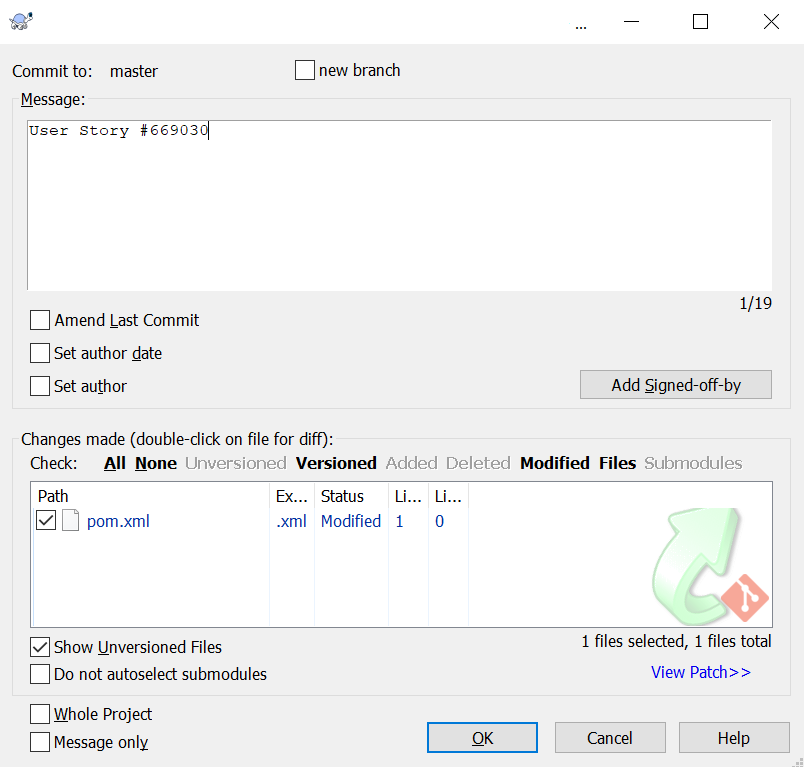 ...
Commit to: master new branch
Message:
User Story #669030
1/19
Amend Last Commit
Set author date
Set author
Add Signed-off-by
Changes made (double-click on file for diff):
Check: All None Unversioned Versioned Added Deleted Modified Files Submodules
Path Ex... Status Li... Li...
pom.xml .xml Modified 1 0
Show Unversioned Files
1 files selected, 1 files total
Do not autoselect submodules
View Patch>>
Whole Project
Message only
OK Cancel Help